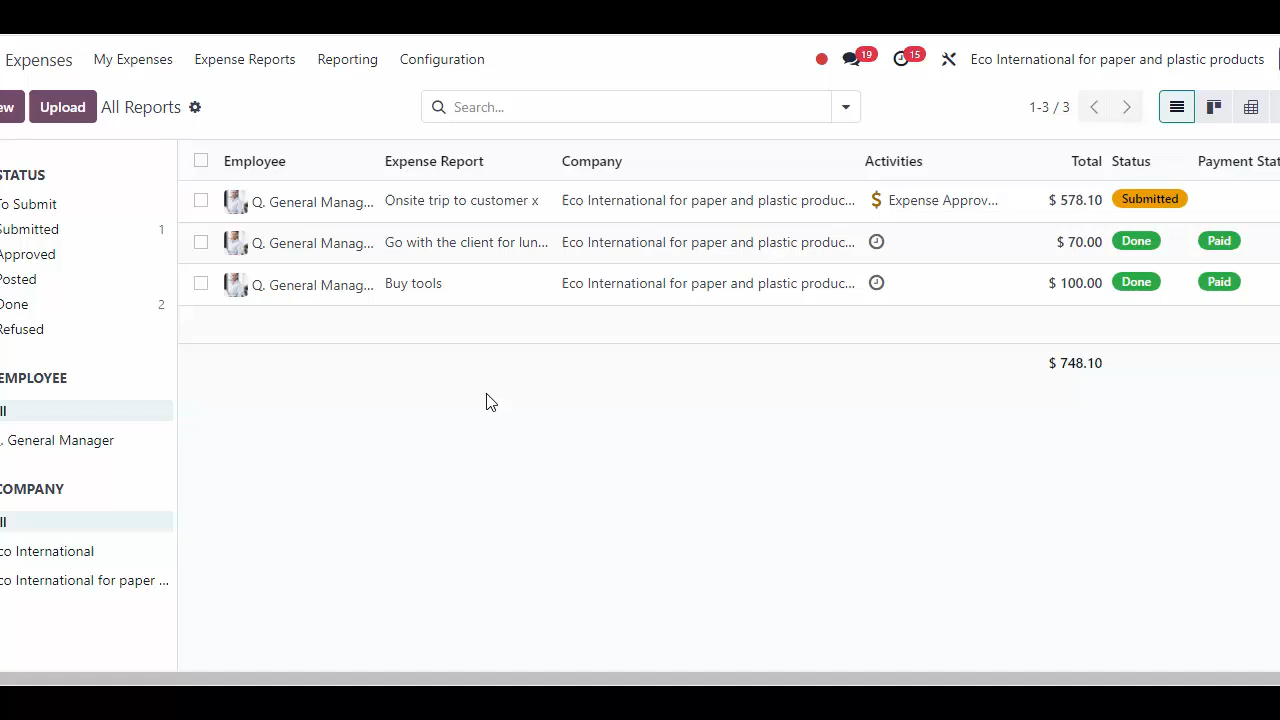 Expenses My Expenses Expense Reports Reporting Configuration 19 15 Eco International for paper and plastic products
ew Upload All Reports Search... 1-3 / 3
STATUS
To Submit
Submitted 1
Approved
Posted
Done 2
Refused
EMPLOYEE
ll
. General Manager
COMPANY
ll
co International
co International for paper ...
Employee Expense Report Company Activities Total Status Payment Stat
Q. General Manag... Onsite trip to customer x Eco International for paper and plastic produc... $ Expense Approv... $ 578.10 Submitted
Q. General Manag... Go with the client for lun... Eco International for paper and plastic produc... $ 70.00 Done Paid
Q. General Manag... Buy tools Eco International for paper and plastic produc... $ 100.00 Done Paid
$ 748.10